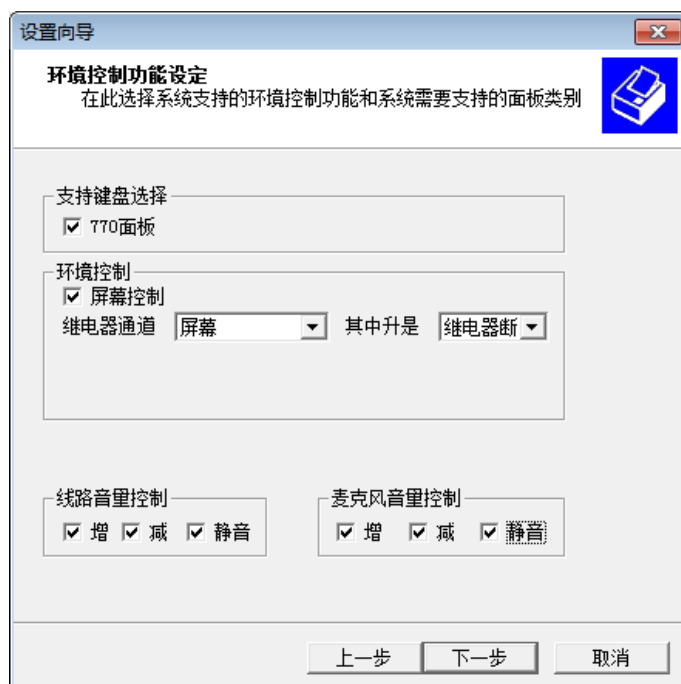 设置向导
环境控制功能设定
在此选择系统支持的环境控制功能和系统需要支持的面板类别
支持键盘选择
770面板
环境控制
屏幕控制
继电器通道 屏幕 其中升是 继电器断
线路音量控制 麦克风音量控制
增 减 静音 增 减 静音
上一步 下一步 取消